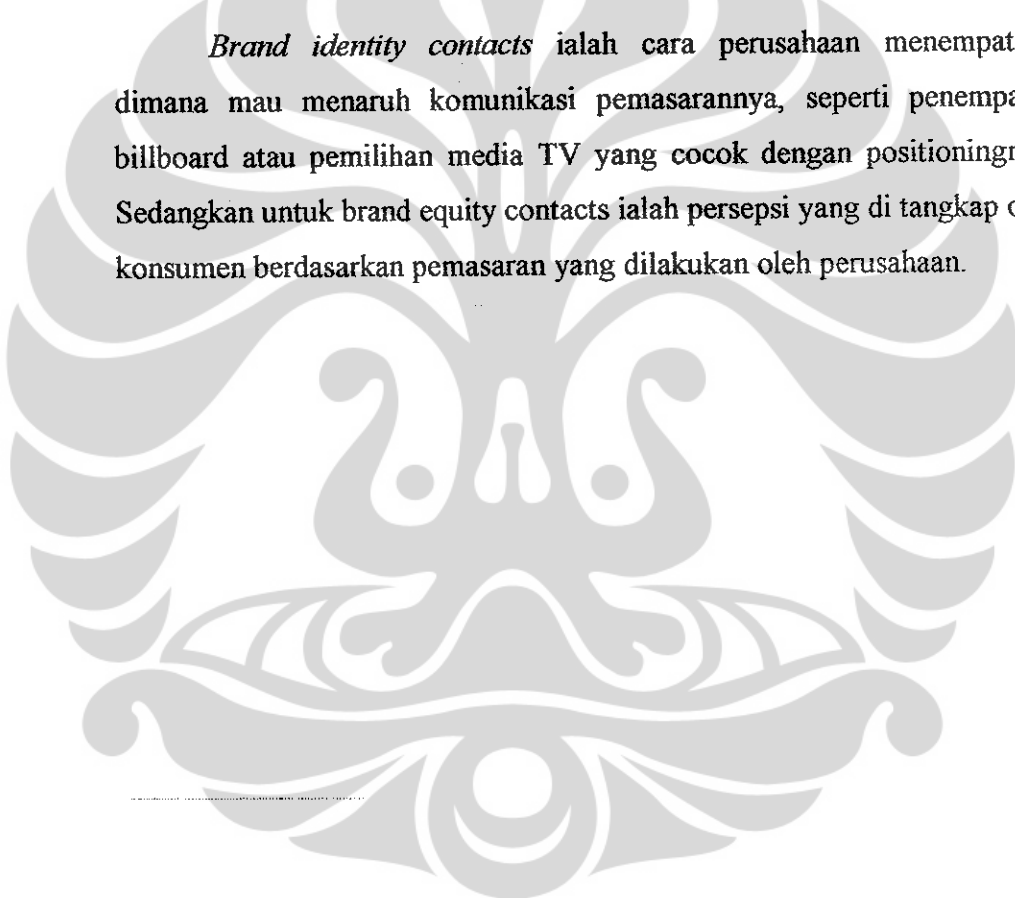 Brand identity contacts ialah cara perusahaan menempat
dimana mau menaruh komunikasi pemasarannya, seperti penempa
billboard atau pemilihan media TV yang cocok dengan positioning
Sedangkan untuk brand equity contacts ialah persepsi yang di tangkap
konsumen berdasarkan pemasaran yang dilakukan oleh perusahaan.